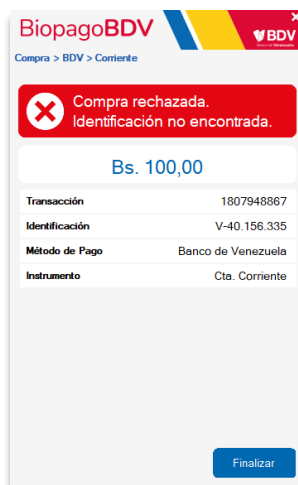 BiopagoBDV
BDV
Banco de Venezuela
Compra > BDV > Corriente
Compra rechazada.
Identificación no encontrada.
Bs. 100,00
Transacción 1807948867
Identificación V-40.156.335
Método de Pago Banco de Venezuela
Instrumento Cta. Corriente
Finalizar